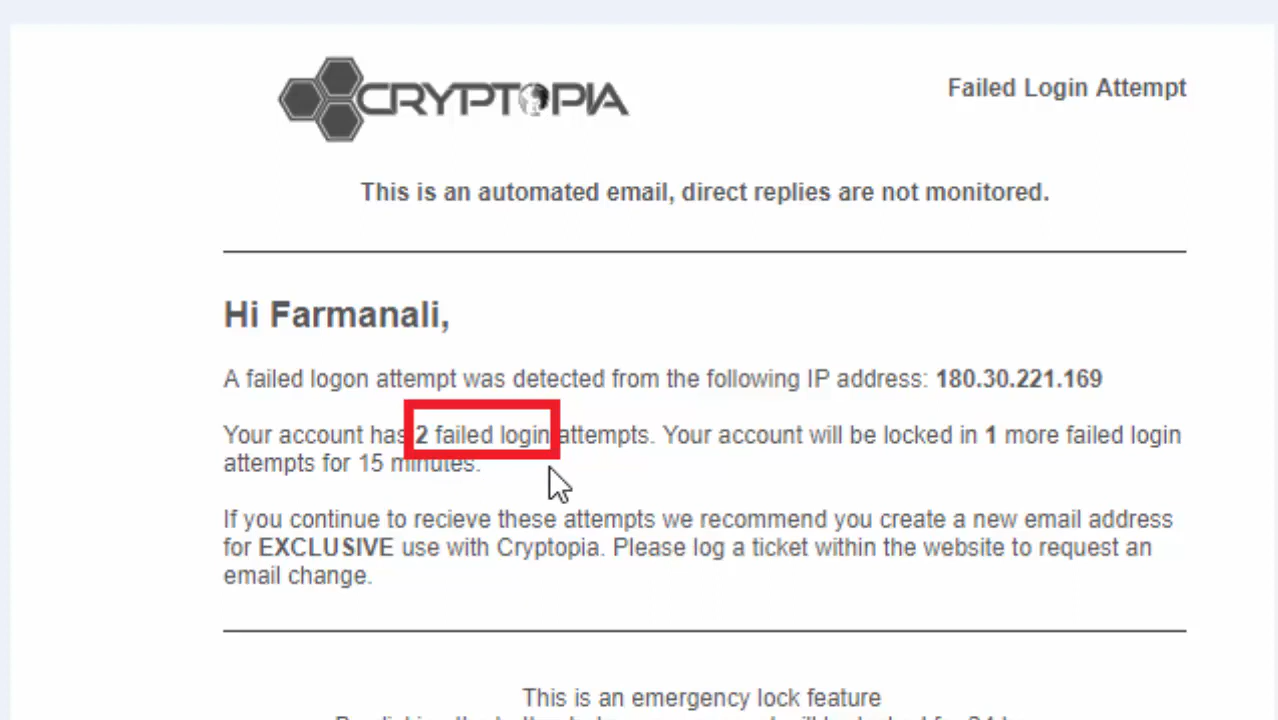 CRYPTOPIA
Failed Login Attempt
This is an automated email, direct replies are not monitored.
Hi Farmanali,
A failed logon attempt was detected from the following IP address: 180.30.221.169
Your account has 2 failed login attempts. Your account will be locked in 1 more failed login
attempts for 15 minutes.
If you continue to recieve these attempts we recommend you create a new email address
for EXCLUSIVE use with Cryptopia. Please log a ticket within the website to request an
email change.
This is an emergency lock feature